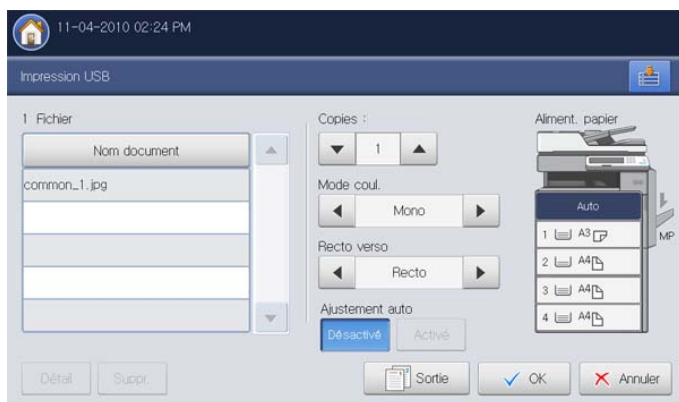 11-04-2010 02:24 PM
Impression USB
1 Fichier
Nom document
common_1.jpg
Copies :
1
Mode coul.
Mono
Recto verso
Recto
Ajustement auto
Désactivé
Activé
Aliment. papier
Auto
1 A3
2 A4
3 A4
4 A4
MP
Détail
Suppr.
Sortie
OK
Annuler